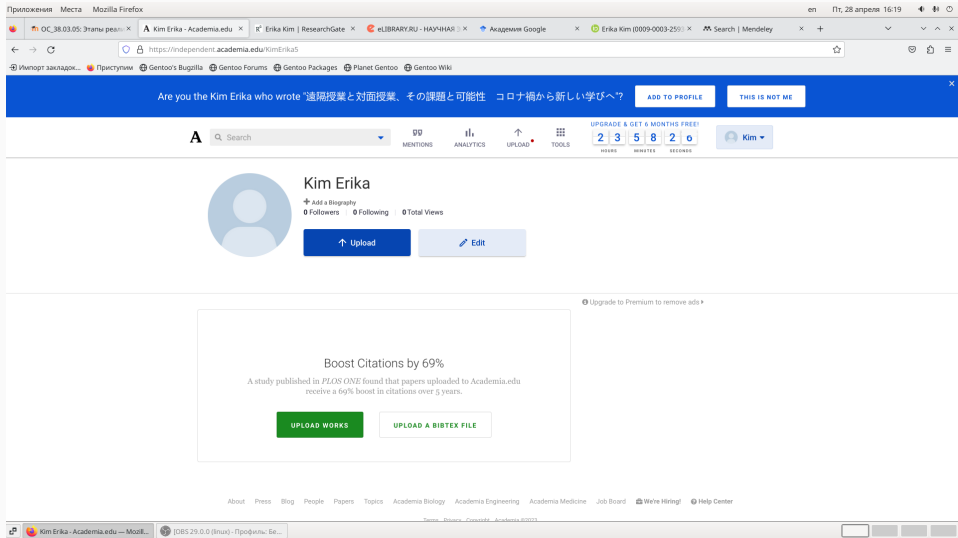 Приложения Места Mozilla Firefox en Пт, 28 апреля 16:19
OC_38.03.05: Этапы реали Kim Erika - Academia.edu Erika Kim | ResearchGate eLIBRARY.RU - НАУЧНАЯ Э Академия Google Erika Kim (0009-0003-2593 Search | Mendeley
https://independent.academia.edu/KimErika5
Импорт закладок... Приступим Gentoo's Bugzilla Gentoo Forums Gentoo Packages Planet Gentoo Gentoo Wiki
Are you the Kim Erika who wrote "遠隔授業と対面授業、その課題と可能性 コロナ禍から新しい学びへ"? ADD TO PROFILE THIS IS NOT ME
UPGRADE & GET 6 MONTHS FREE!
A Search MENTIONS ANALYTICS UPLOAD TOOLS 2 3 5 8 2 6 Kim
HOURS MINUTES SECONDS
Kim Erika
Add a Biography
0 Followers 0 Following 0 Total Views
Upload Edit
Upgrade to Premium to remove ads
Boost Citations by 69%
A study published in PLOS ONE found that papers uploaded to Academia.edu
receive a 69% boost in citations over 5 years.
UPLOAD WORKS UPLOAD A BIBTEX FILE
About Press Blog People Papers Topics Academia Biology Academia Engineering Academia Medicine Job Board We're Hiring! Help Center
Terms Privacy Copyright Academia ©2023
Kim Erika - Academia.edu — Mozill... [OBS 29.0.0 (linux) - Профиль: Бе...